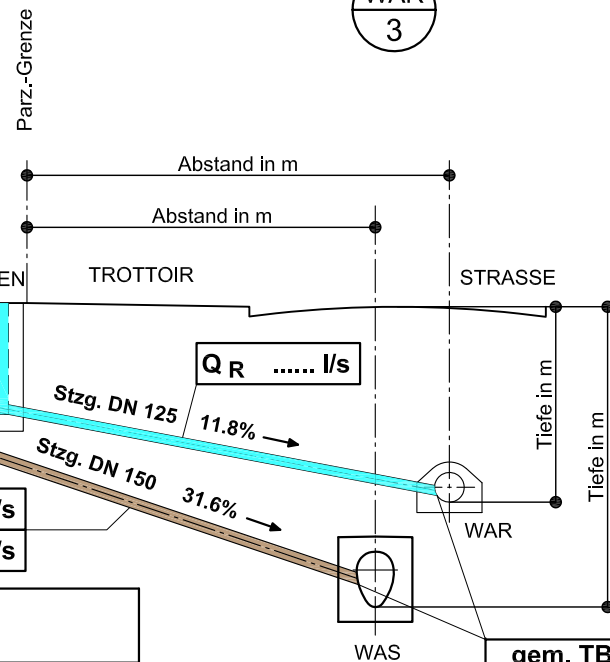 WAR
3
Parz.-Grenze
Abstand in m
Abstand in m
EN
TROTTOIR
STRASSE
Q R ...... l/s
Stzg. DN 125 11.8%
Stzg. DN 150 31.6%
Tiefe in m
Tiefe in m
/s
/s
WAR
WAS
gem. TB